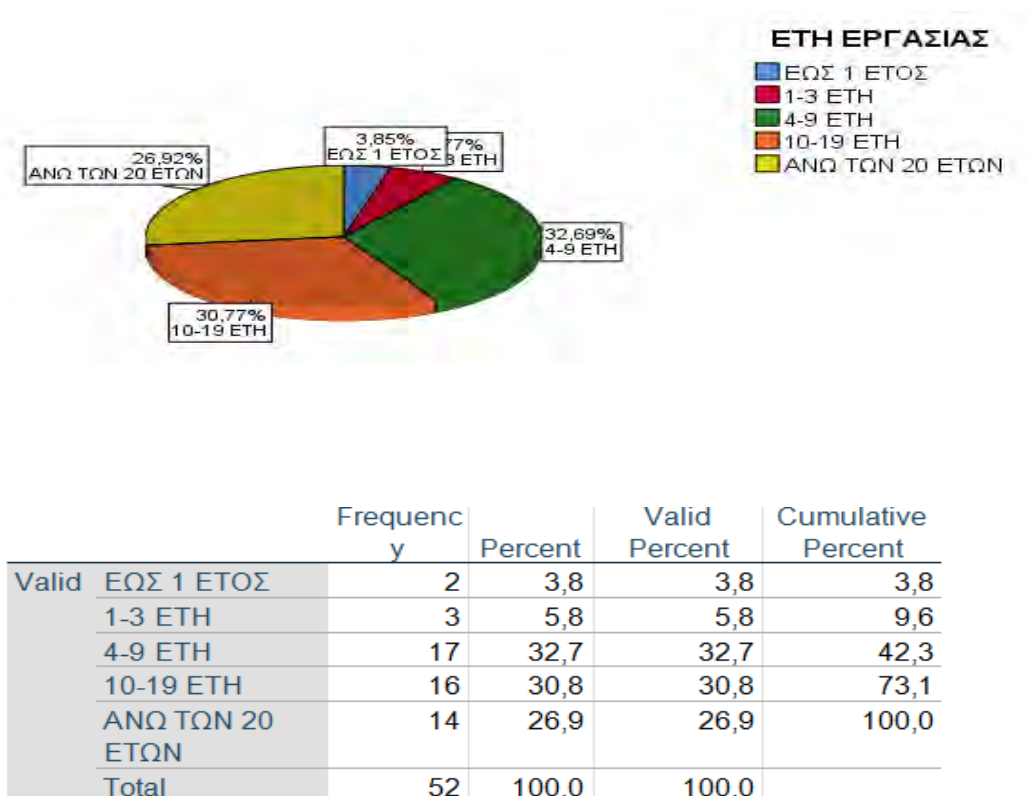 ΕΤΗ ΕΡΓΑΣΙΑΣ
ΕΩΣ 1 ΕΤΟΣ
1-3 ΕΤΗ
4-9 ΕΤΗ
10-19 ΕΤΗ
ΑΝΩ ΤΩΝ 20 ΕΤΩΝ
3,85%
ΕΩΣ 1 ΕΤΟΣ
77%
3 ΕΤΗ
26,92%
ΑΝΩ ΤΩΝ 20 ΕΤΩΝ
32,69%
4-9 ΕΤΗ
30,77%
10-19 ΕΤΗ
Frequenc Valid Cumulative
y Percent Percent Percent
Valid ΕΩΣ 1 ΕΤΟΣ 2 3,8 3,8 3,8
1-3 ΕΤΗ 3 5,8 5,8 9,6
4-9 ΕΤΗ 17 32,7 32,7 42,3
10-19 ΕΤΗ 16 30,8 30,8 73,1
ΑΝΩ ΤΩΝ 20 14 26,9 26,9 100,0
ΕΤΩΝ
Total 52 100,0 100,0